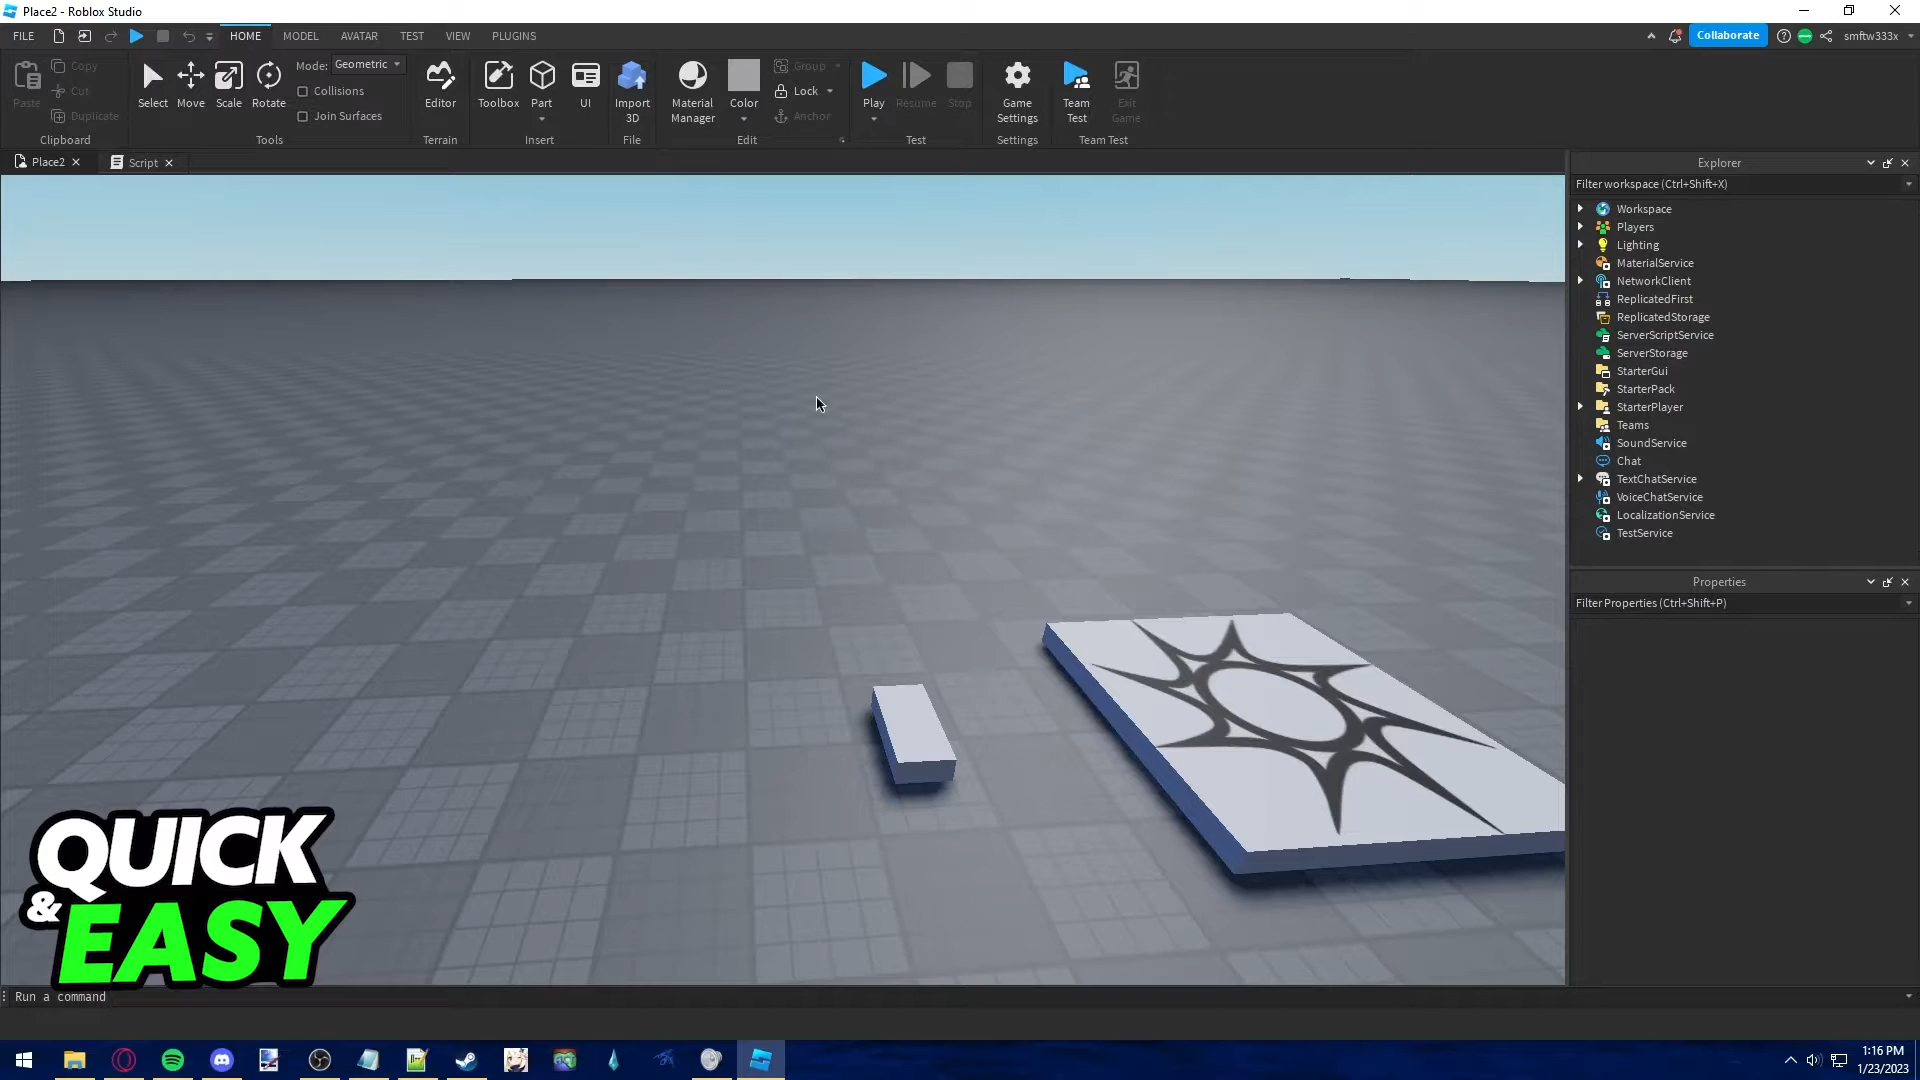 Place2 - Roblox Studio
FILE HOME MODEL AVATAR TEST VIEW PLUGINS Collaborate smftw333x
Paste
Copy
Cut
Duplicate
Clipboard
Select Move Scale Rotate
Mode: Geometric
Collisions
Join Surfaces
Tools
Editor
Terrain
Toolbox Part UI
Insert
Import
3D
File
Material
Manager
Color
Group
Lock
Anchor
Edit
Play Resume Stop
Test
Game
Settings
Settings
Team
Test
Exit
Game
Team Test
Place2 Script
Explorer
Filter workspace (Ctrl+Shift+X)
Workspace
Players
Lighting
MaterialService
NetworkClient
ReplicatedFirst
ReplicatedStorage
ServerScriptService
ServerStorage
StarterGui
StarterPack
StarterPlayer
Teams
SoundService
Chat
TextChatService
VoiceChatService
LocalizationService
TestService
Properties
Filter Properties (Ctrl+Shift+P)
QUICK
& EASY
Run a command
1:16 PM
1/23/2023